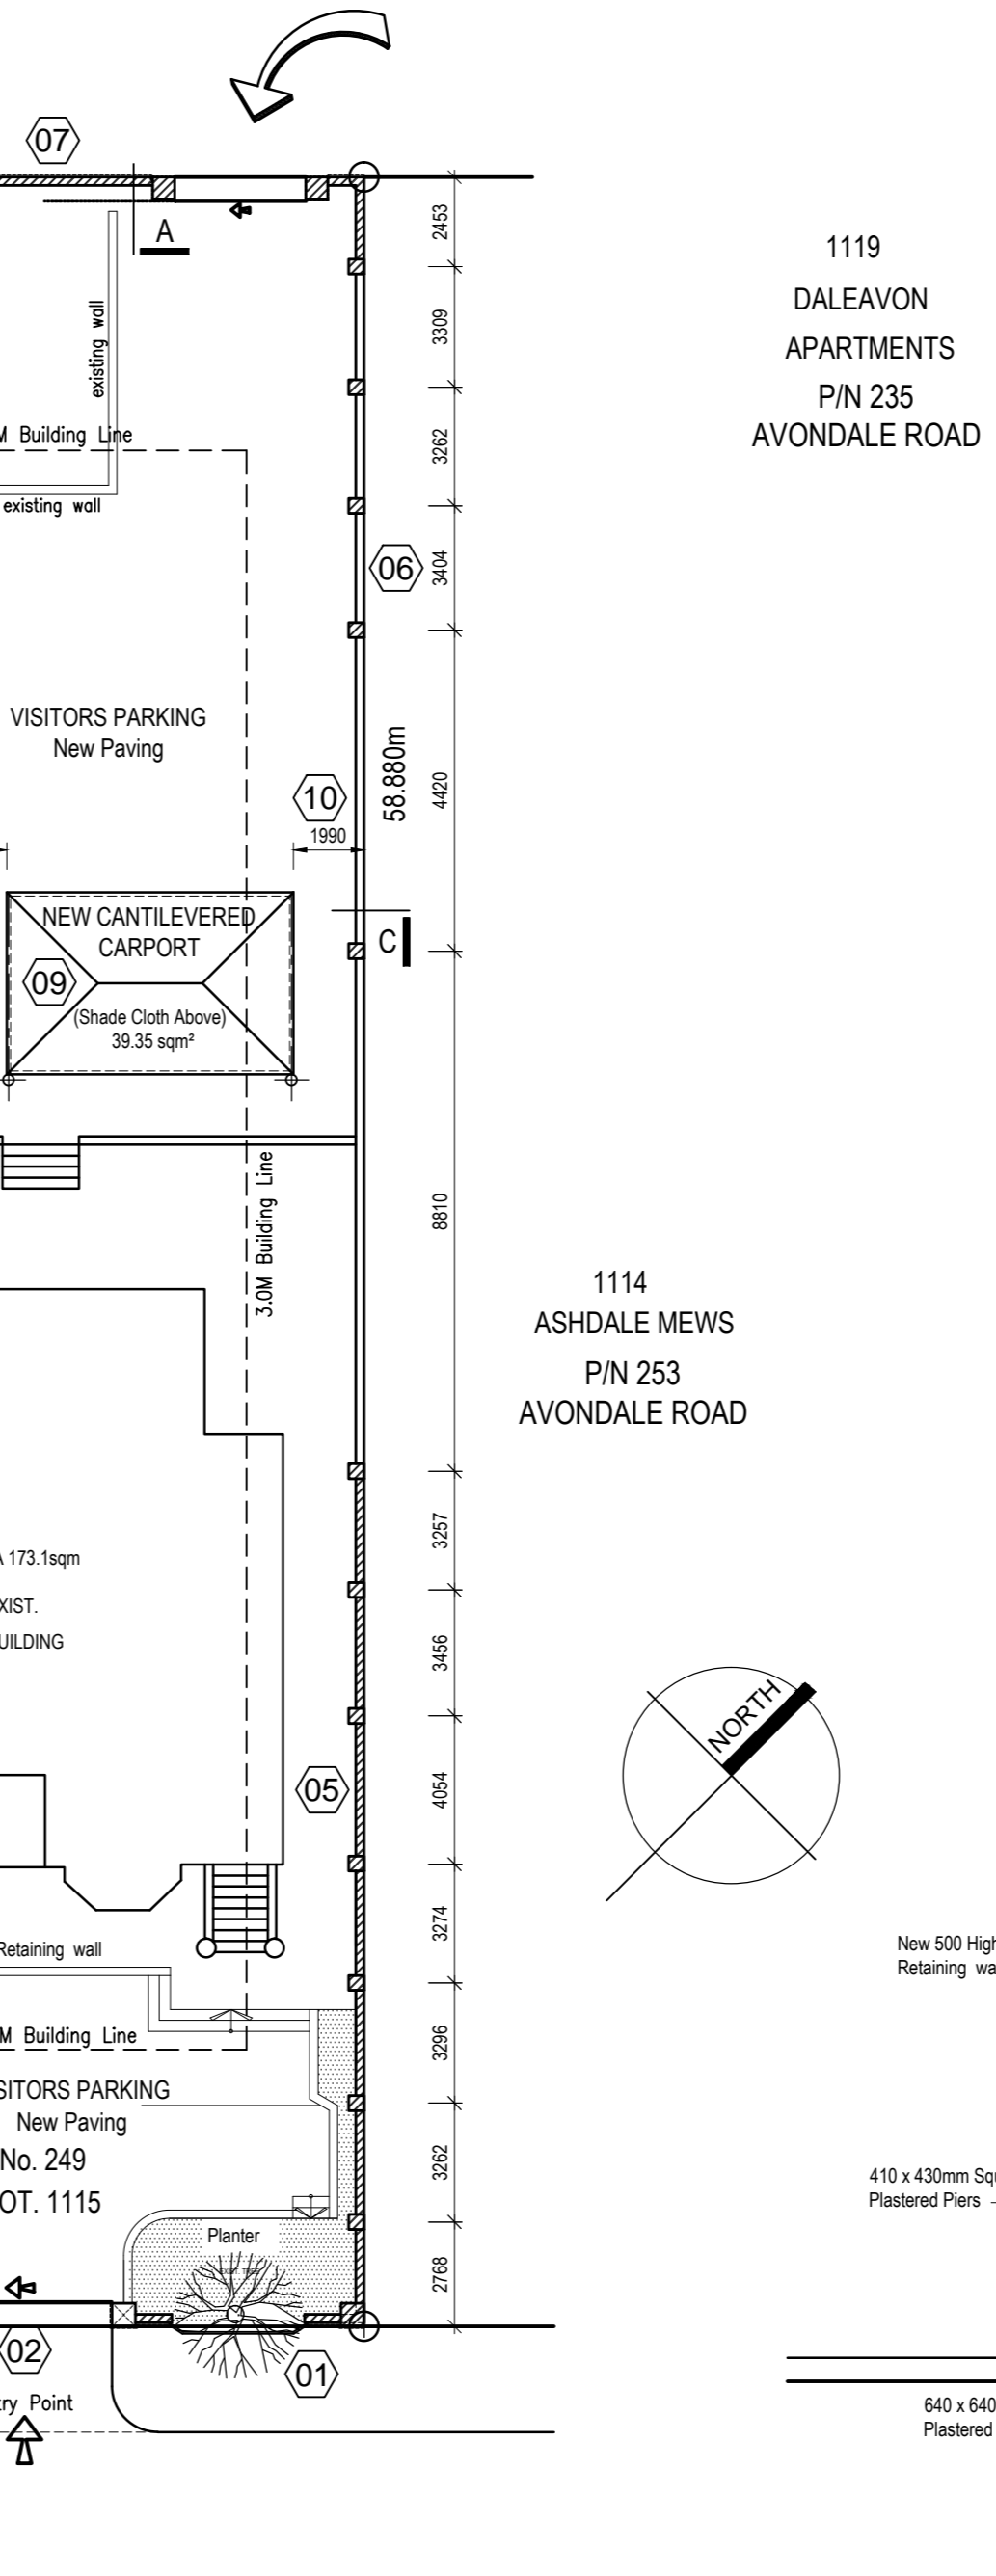 07
A
2453
1119
DALEAVON
APARTMENTS
P/N 235
AVONDALE ROAD
existing wall
3309
M Building Line
3262
existing wall
06
3404
VISITORS PARKING
New Paving
58.880m
4420
10
1990
NEW CANTILEVERED
CARPORT
C
09
(Shade Cloth Above)
39.35 sqm²
3.0M Building Line
8810
1114
ASHDALE MEWS
P/N 253
AVONDALE ROAD
3257
A 173.1sqm
XIST.
UILDING
3456
NORTH
05
4054
3274
Retaining wall
New 500 High
Retaining wa
M Building Line
3296
SITORS PARKING
New Paving
No. 249
OT. 1115
3262
410 x 430mm Squ
Plastered Piers
Planter
2768
02
01
try Point
640 x 640
Plastered